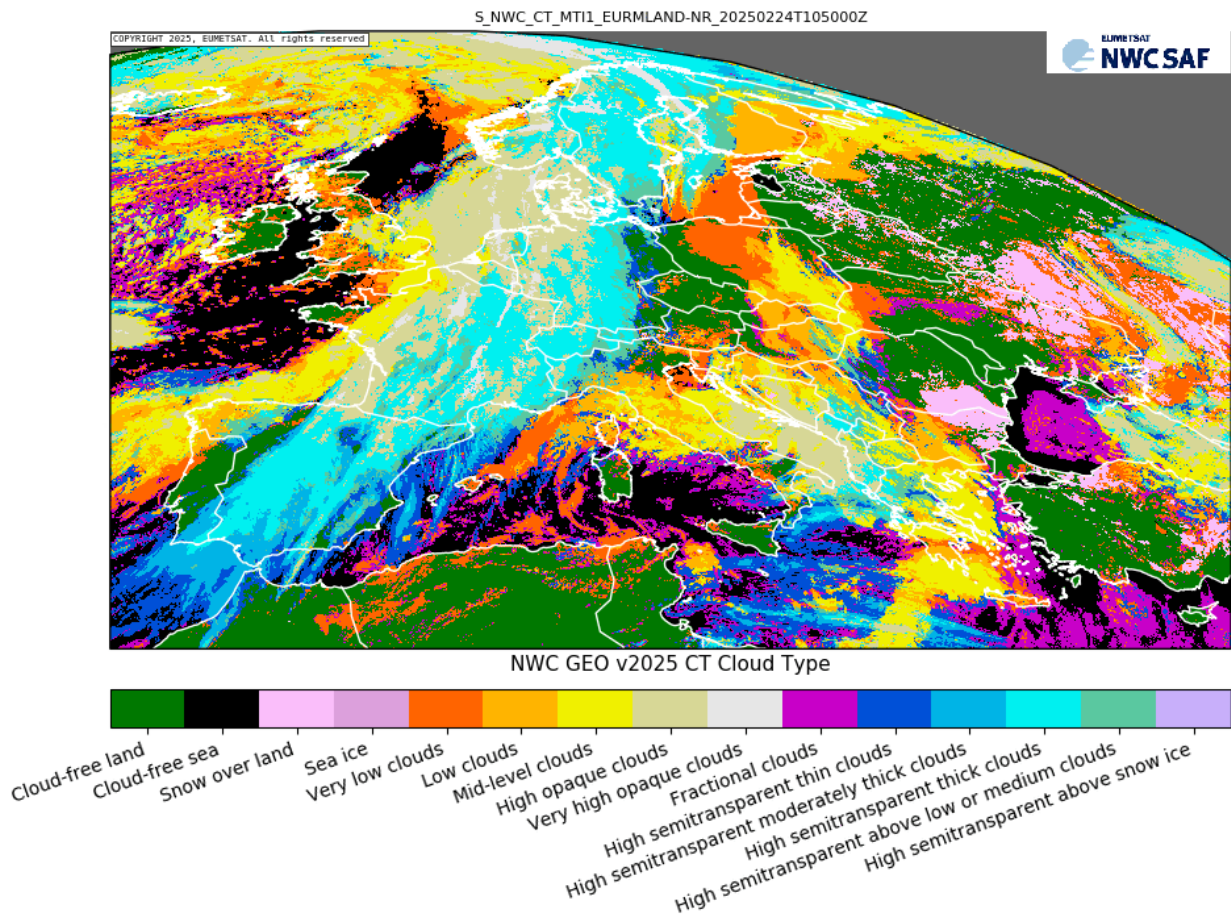 S_NWC_CT_MTI1_EURMLAND-NR_20250224T105000Z
COPYRIGHT 2025, EUMETSAT. All rights reserved
EUMETSAT
NWC SAF
NWC GEO v2025 CT Cloud Type
Cloud-free land
Cloud-free sea
Snow over land
Sea ice
Very low clouds
Low clouds
Mid-level clouds
High opaque clouds
Very high opaque clouds
Fractional clouds
High semitransparent thin clouds
High semitransparent moderately thick clouds
High semitransparent thick clouds
High semitransparent above low or medium clouds
High semitransparent above snow ice